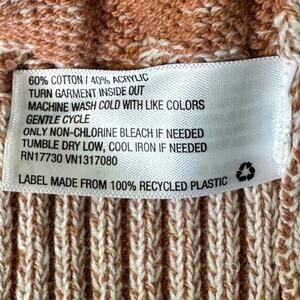 60% COTTON / 40% ACRYLIC
TURN GARMENT INSIDE OUT
MACHINE WASH COLD WITH LIKE COLORS
GENTLE CYCLE
ONLY NON-CHLORINE BLEACH IF NEEDED
TUMBLE DRY LOW, COOL IRON IF NEEDED
RN17730 VN1317080
LABEL MADE FROM 100% RECYCLED PLASTIC